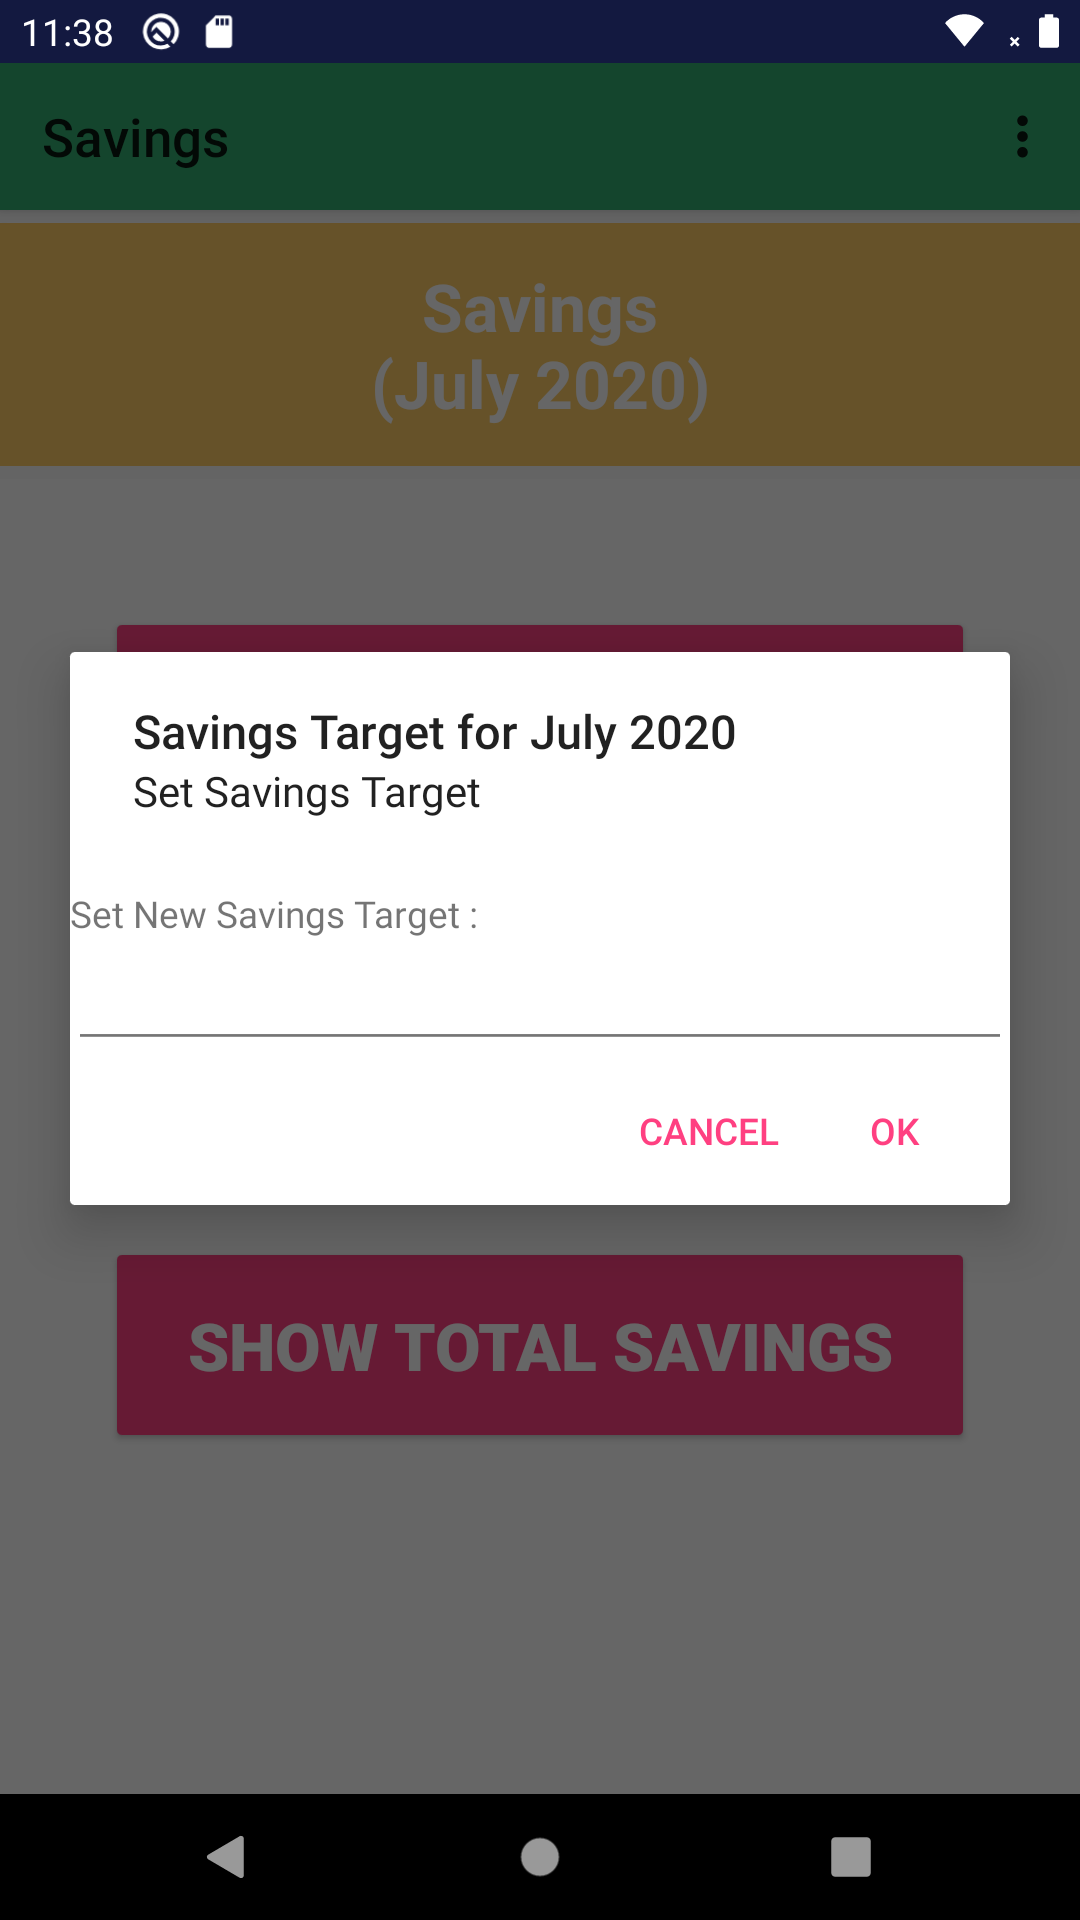 11:38
Savings
Savings
(July 2020)
Savings Target for July 2020
Set Savings Target
Set New Savings Target :
CANCEL
OK
SHOW TOTAL SAVINGS